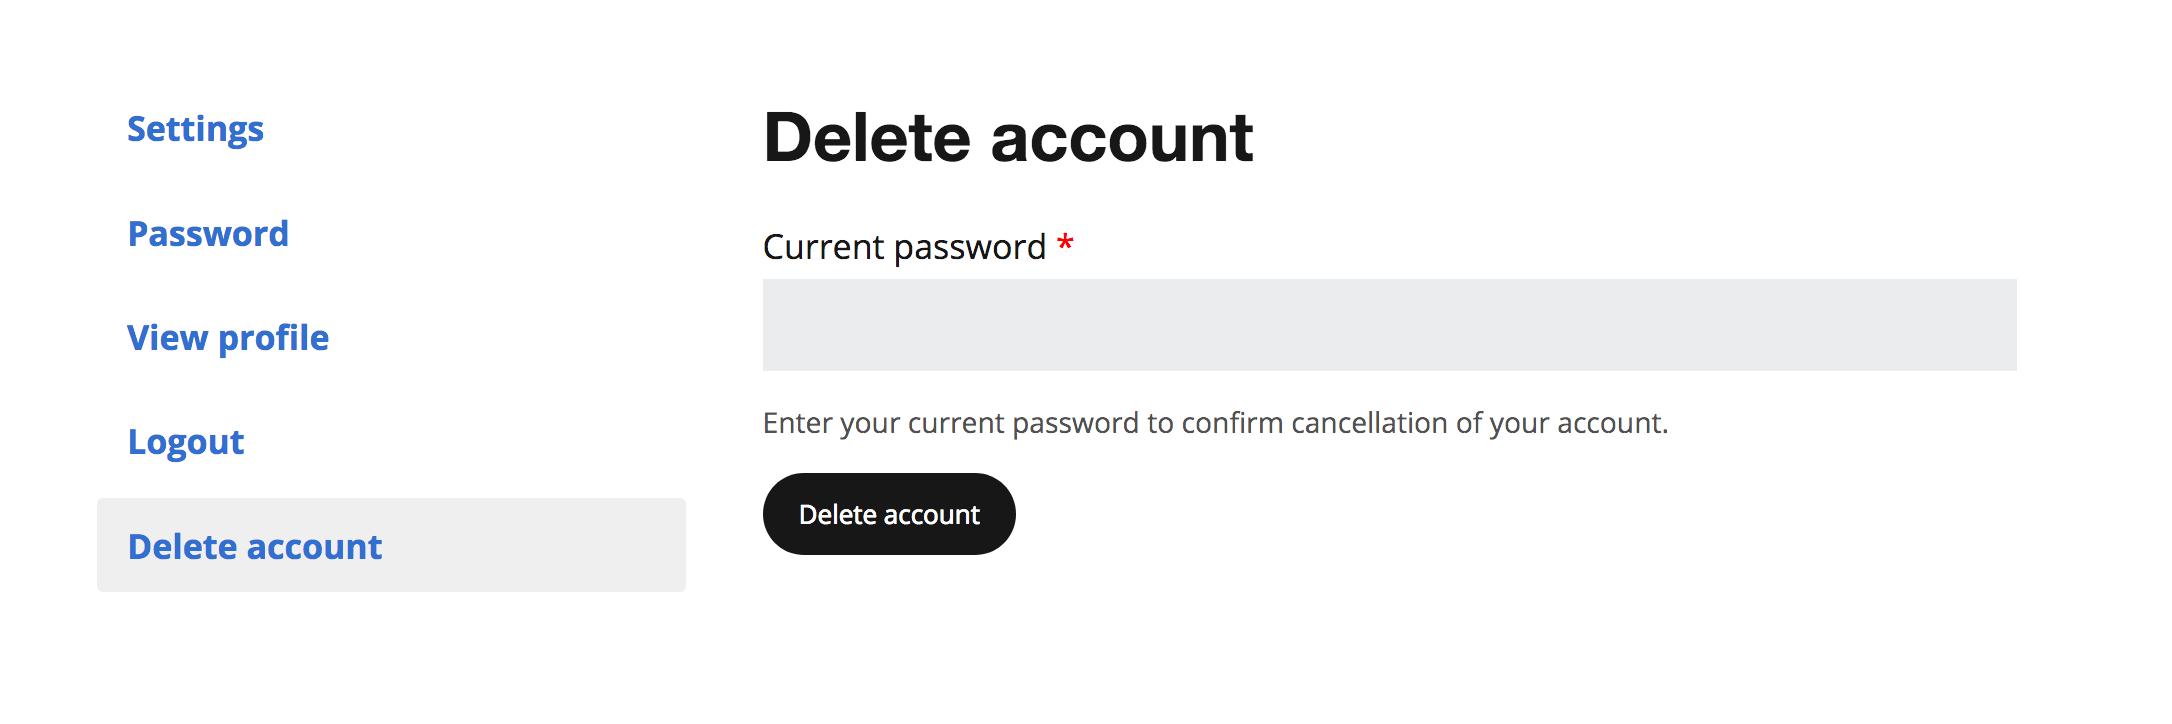 Settings
Password
View profile
Logout
Delete account
Delete account
Current password *
Enter your current password to confirm cancellation of your account.
Delete account